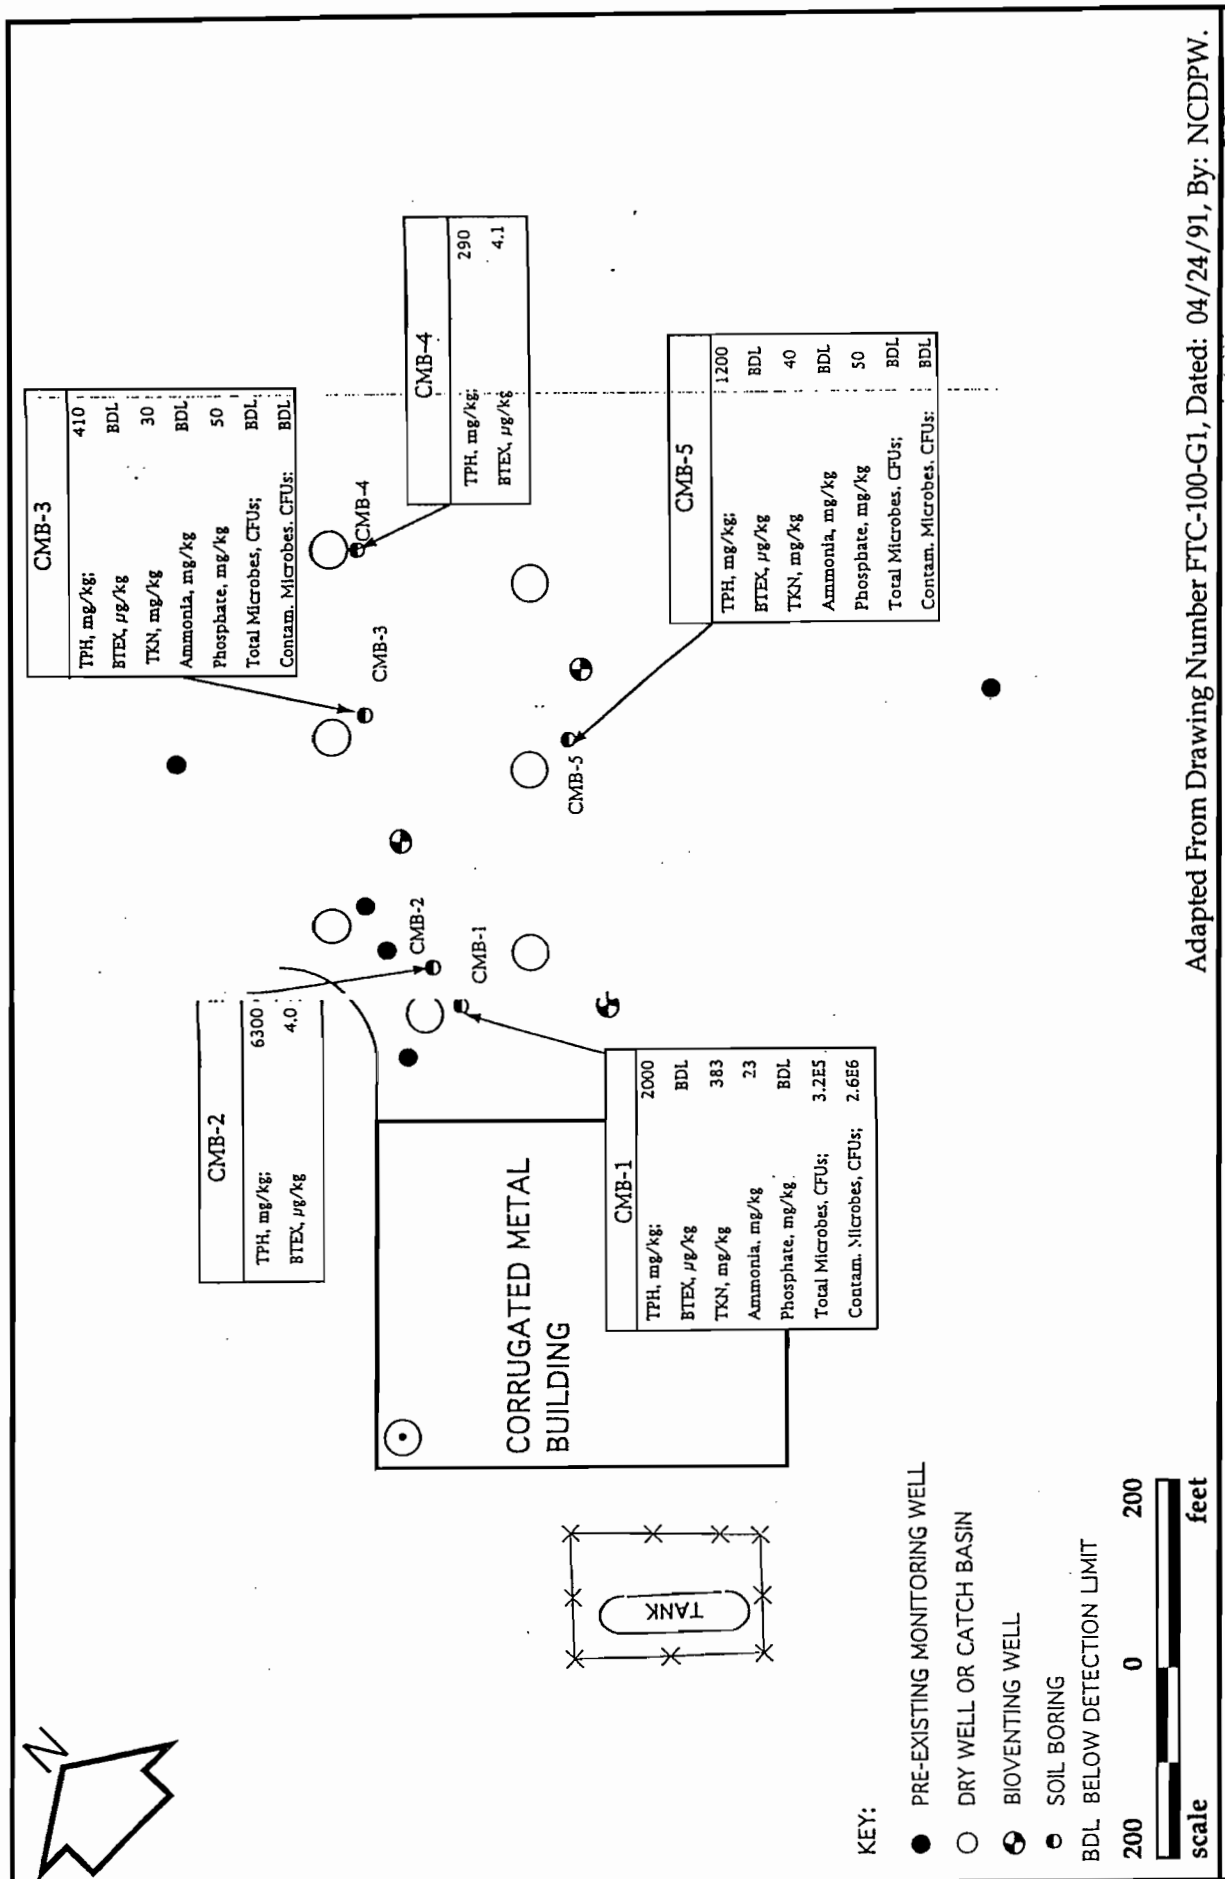 N
CMB-3
TPH, mg/kg; 410
BTEX, µg/kg BDL
TKN, mg/kg 30
Ammonia, mg/kg BDL
Phosphate, mg/kg 50
Total Microbes, CFUs; BDL
Contam. Microbes, CFUs; BDL
CMB-2
TPH, mg/kg; 6300
BTEX, µg/kg 4.0
CMB-4
TPH, mg/kg; 290
BTEX, µg/kg 4.1
CMB-4
CMB-3
CMB-2
CMB-1
CMB-5
CORRUGATED METAL
BUILDING
TANK
CMB-1
TPH, mg/kg; 2000
BTEX, µg/kg BDL
TKN, mg/kg 383
Ammonia, mg/kg 23
Phosphate, mg/kg BDL
Total Microbes, CFUs; 3.2E5
Contam. Microbes, CFUs; 2.6E6
CMB-5
TPH, mg/kg; 1200
BTEX, µg/kg BDL
TKN, mg/kg 40
Ammonia, mg/kg BDL
Phosphate, mg/kg 50
Total Microbes, CFUs; BDL
Contam. Microbes, CFUs; BDL
KEY:
PRE-EXISTING MONITORING WELL
DRY WELL OR CATCH BASIN
BIOVENTING WELL
SOIL BORING
BDL BELOW DETECTION LIMIT
200 0 200
scale feet
Adapted From Drawing Number FTC-100-G1, Dated: 04/24/91, By: NCDPW.